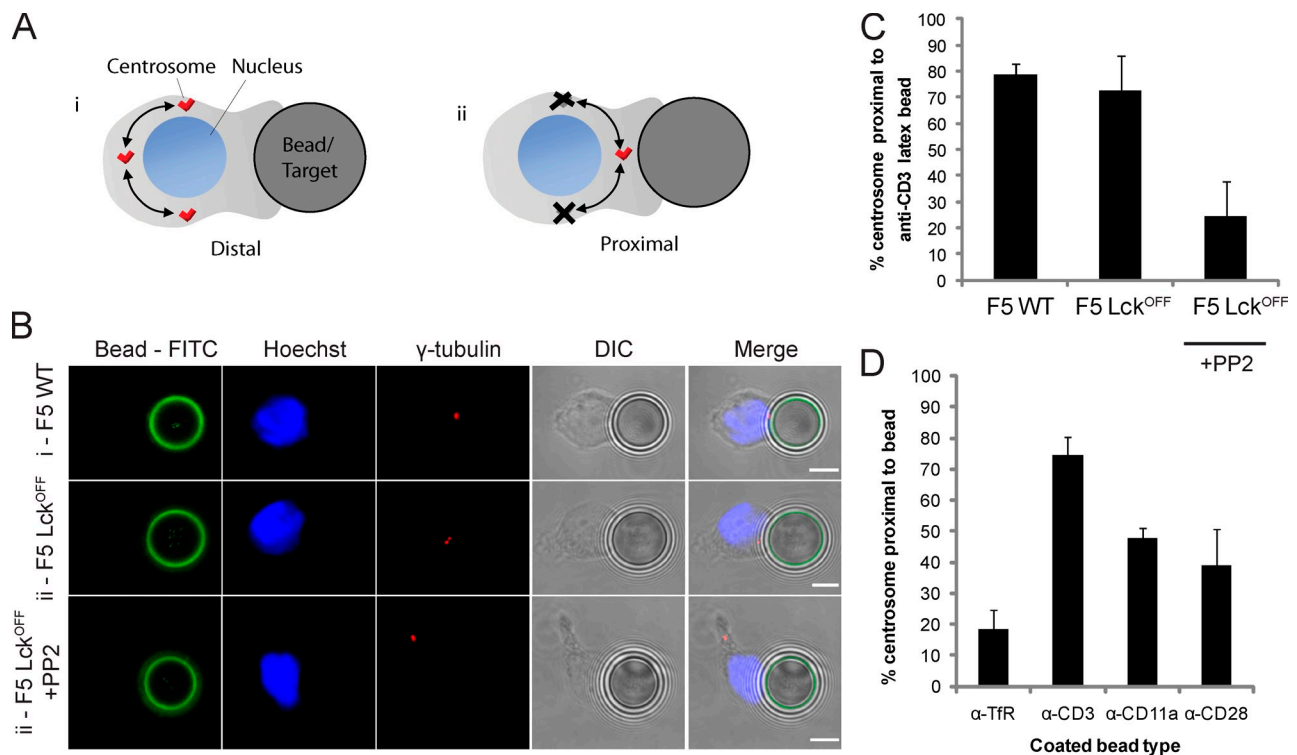 A
Centrosome
Nucleus
i
Bead/
Target
Distal
ii
Proximal
B
Bead - FITC
Hoechst
γ-tubulin
DIC
Merge
i - F5 WT
ii - F5 Lck^OFF
ii - F5 Lck^OFF
+PP2
C
% centrosome proximal to
anti-CD3 latex bead
100
90
80
70
60
50
40
30
20
10
0
F5 WT
F5 Lck^OFF
F5 Lck^OFF
+PP2
D
% centrosome proximal to bead
100
90
80
70
60
50
40
30
20
10
0
α-TfR
α-CD3
α-CD11a
α-CD28
Coated bead type